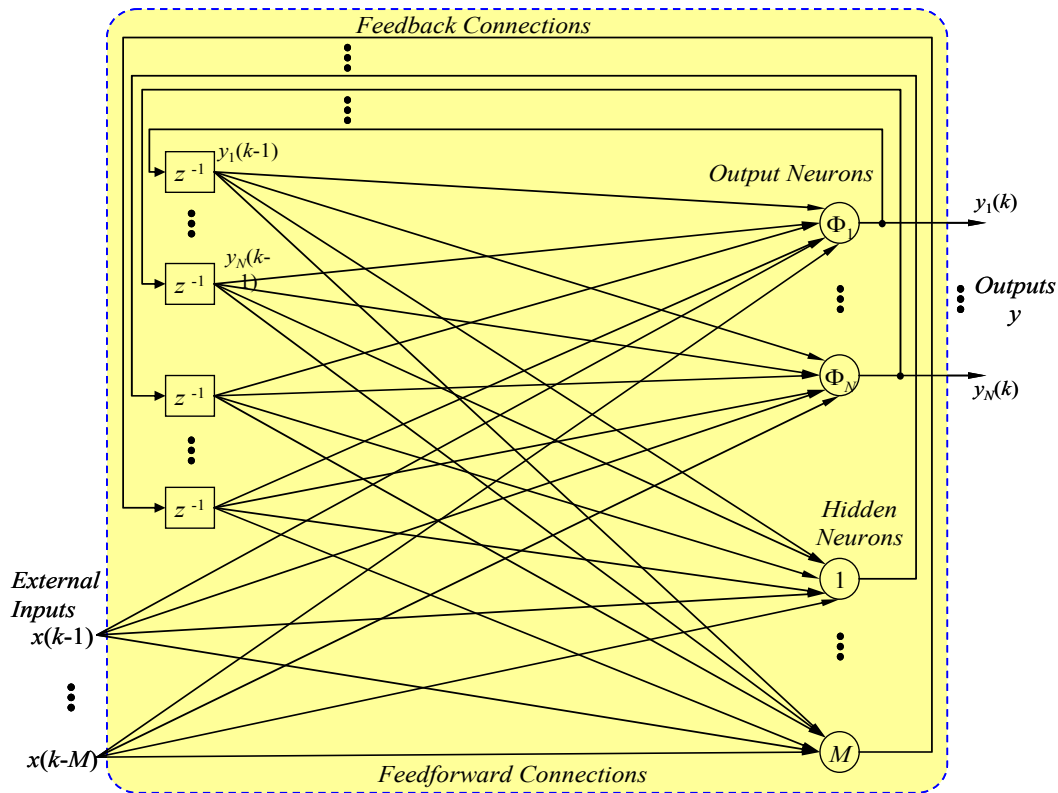 Feedback Connections
y1(k-1)
z -1
Output Neurons
Φ1
y1(k)
yN(k-
1)
z -1
Outputs
y
ΦN
yN(k)
z -1
z -1
Hidden
Neurons
1
External
Inputs
x(k-1)
x(k-M)
M
Feedforward Connections